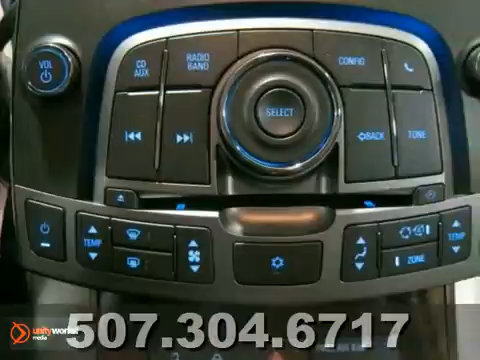 VOL
CD
AUX
RADIO
BAND
CONFIG
SELECT
BACK
TONE
TEMP
TEMP
ZONE
unityworks!
media
507.304.6717